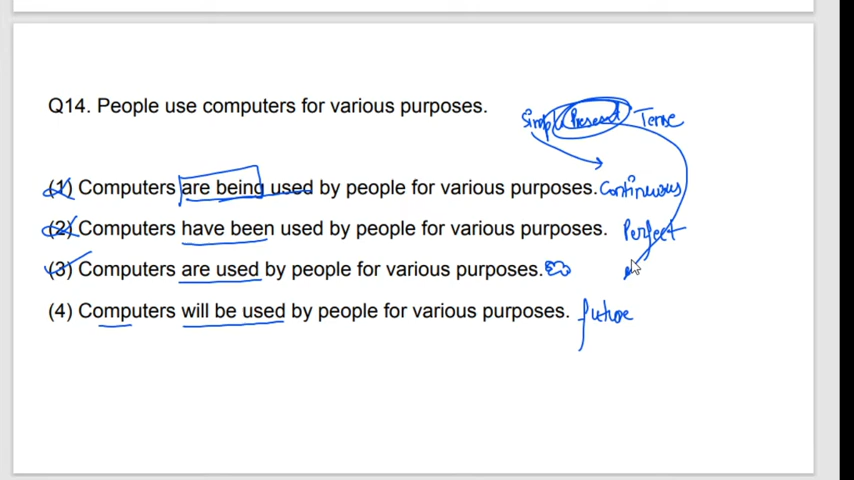 Q14. People use computers for various purposes.
Simple Present Tense
(1) Computers are being used by people for various purposes. Continuous
(2) Computers have been used by people for various purposes. Perfect
(3) Computers are used by people for various purposes.
(4) Computers will be used by people for various purposes. future